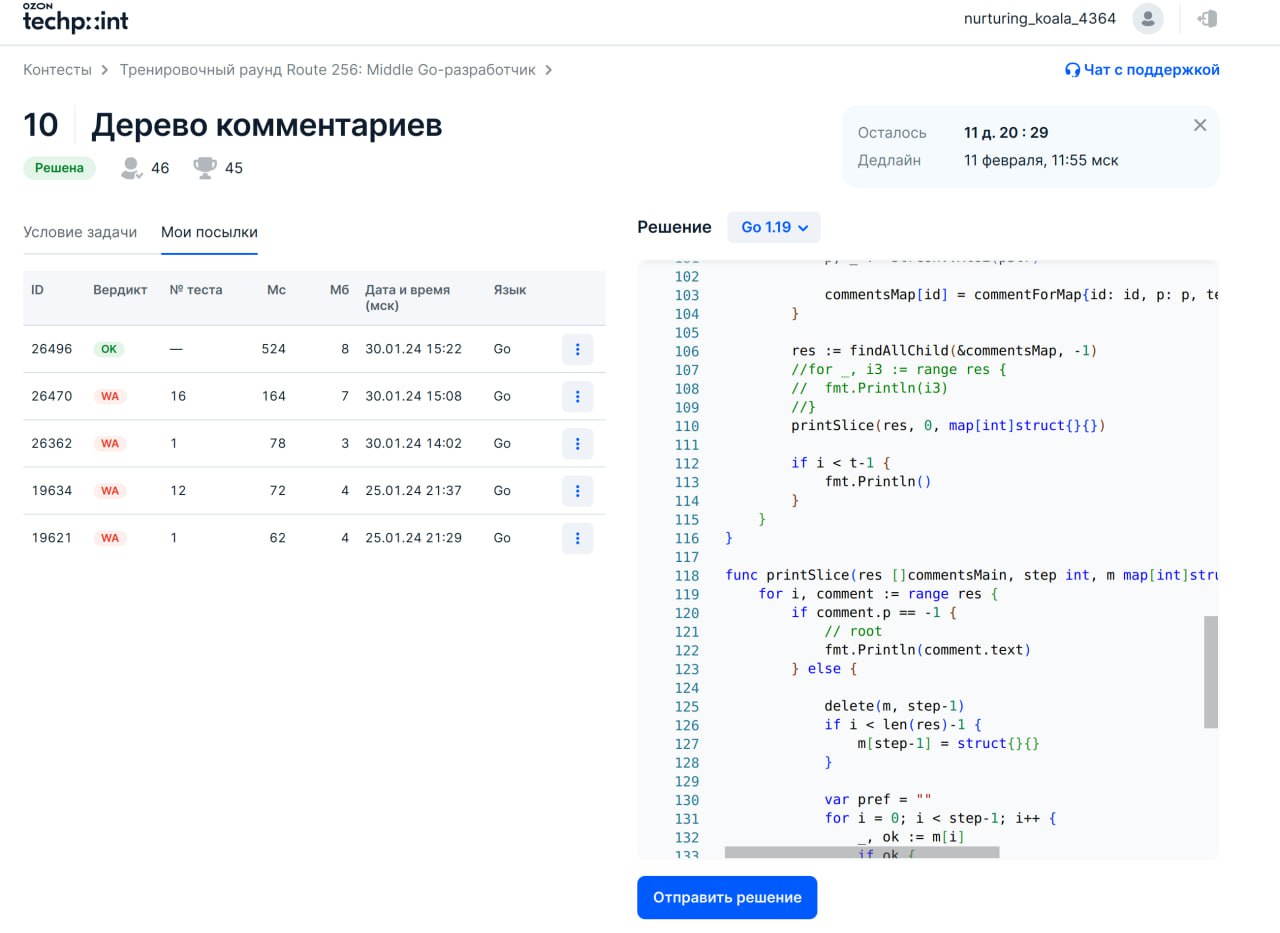 OZON
techpoint
nurturing_koala_4364
Контесты > Тренировочный раунд Route 256: Middle Go-разработчик >
Чат с поддержкой
10 Дерево комментариев
Решена 46 45
Осталось 11 д. 20 : 29
Дедлайн 11 февраля, 11:55 мск
Условие задачи Мои посылки
ID Вердикт № теста Мс Мб Дата и время (мск) Язык
26496 OK — 524 8 30.01.24 15:22 Go
26470 WA 16 164 7 30.01.24 15:08 Go
26362 WA 1 78 3 30.01.24 14:02 Go
19634 WA 12 72 4 25.01.24 21:37 Go
19621 WA 1 62 4 25.01.24 21:29 Go
Решение Go 1.19
102
103 commentsMap[id] = commentForMap{id: id, p: p, te
104 }
105
106 res := findAllChild(&commentsMap, -1)
107 //for _, i3 := range res {
108 // fmt.Println(i3)
109 //}
110 printSlice(res, 0, map[int]struct{}{})
111
112 if i < t-1 {
113 fmt.Println()
114 }
115 }
116 }
117
118 func printSlice(res []commentsMain, step int, m map[int]stru
119 for i, comment := range res {
120 if comment.p == -1 {
121 // root
122 fmt.Println(comment.text)
123 } else {
124
125 delete(m, step-1)
126 if i < len(res)-1 {
127 m[step-1] = struct{}{}
128 }
129
130 var pref = ""
131 for i = 0; i < step-1; i++ {
132 _, ok := m[i]
133 if ok {
Отправить решение